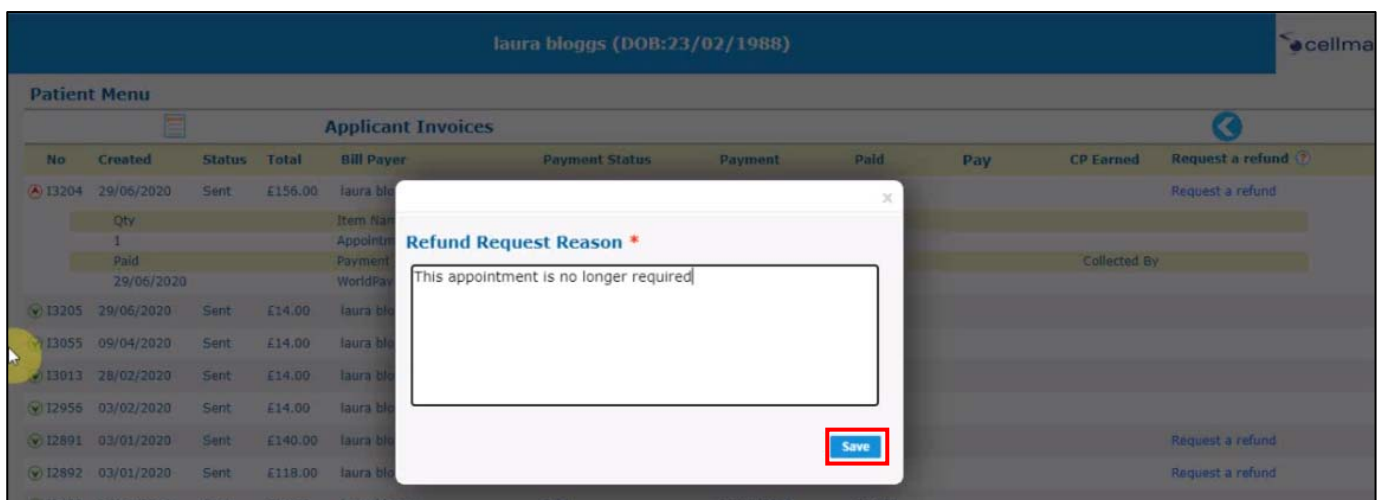 laura bloggs (DOB:23/02/1988)
cellma
Patient Menu
Applicant Invoices
No Created Status Total Bill Payer Payment Status Payment Paid Pay CP Earned Request a refund ?
I3204 29/06/2020 Sent £156.00 laura blo Request a refund
Qty Item Nam
1 Appointm
Paid Payment Collected By
29/06/2020 WorldPay
×
Refund Request Reason *
This appointment is no longer required
I3205 29/06/2020 Sent £14.00 laura blo
I3055 09/04/2020 Sent £14.00 laura blo
I3013 28/02/2020 Sent £14.00 laura blo
I2956 03/02/2020 Sent £14.00 laura blo
I2891 03/01/2020 Sent £140.00 laura blo Request a refund
Save
I2892 03/01/2020 Sent £118.00 laura blo Request a refund